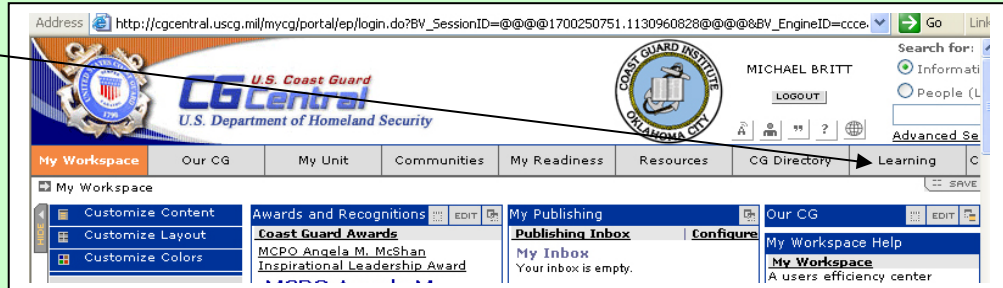 Address http://cgcentral.uscg.mil/mycg/portal/ep/login.do?BV_SessionID=@@@@1700250751.1130960828@@@@&BV_EngineID=ccce. Go Link
U.S. Coast Guard
CG Central
U.S. Department of Homeland Security
1790
COAST GUARD INSTITUTE
OKLAHOMA CITY
MICHAEL BRITT
LOGOUT
Search for:
Informati
People (L
Advanced Se
My Workspace Our CG My Unit Communities My Readiness Resources CG Directory Learning C
My Workspace
SAVE
HIDE
Customize Content
Customize Layout
Customize Colors
Awards and Recognitions EDIT
Coast Guard Awards
MCPO Angela M. McShan
Inspirational Leadership Award
MCPO Angela M
My Publishing
Publishing Inbox | Configure
My Inbox
Your inbox is empty.
Our CG EDIT
My Workspace Help
My Workspace
A users efficiency center